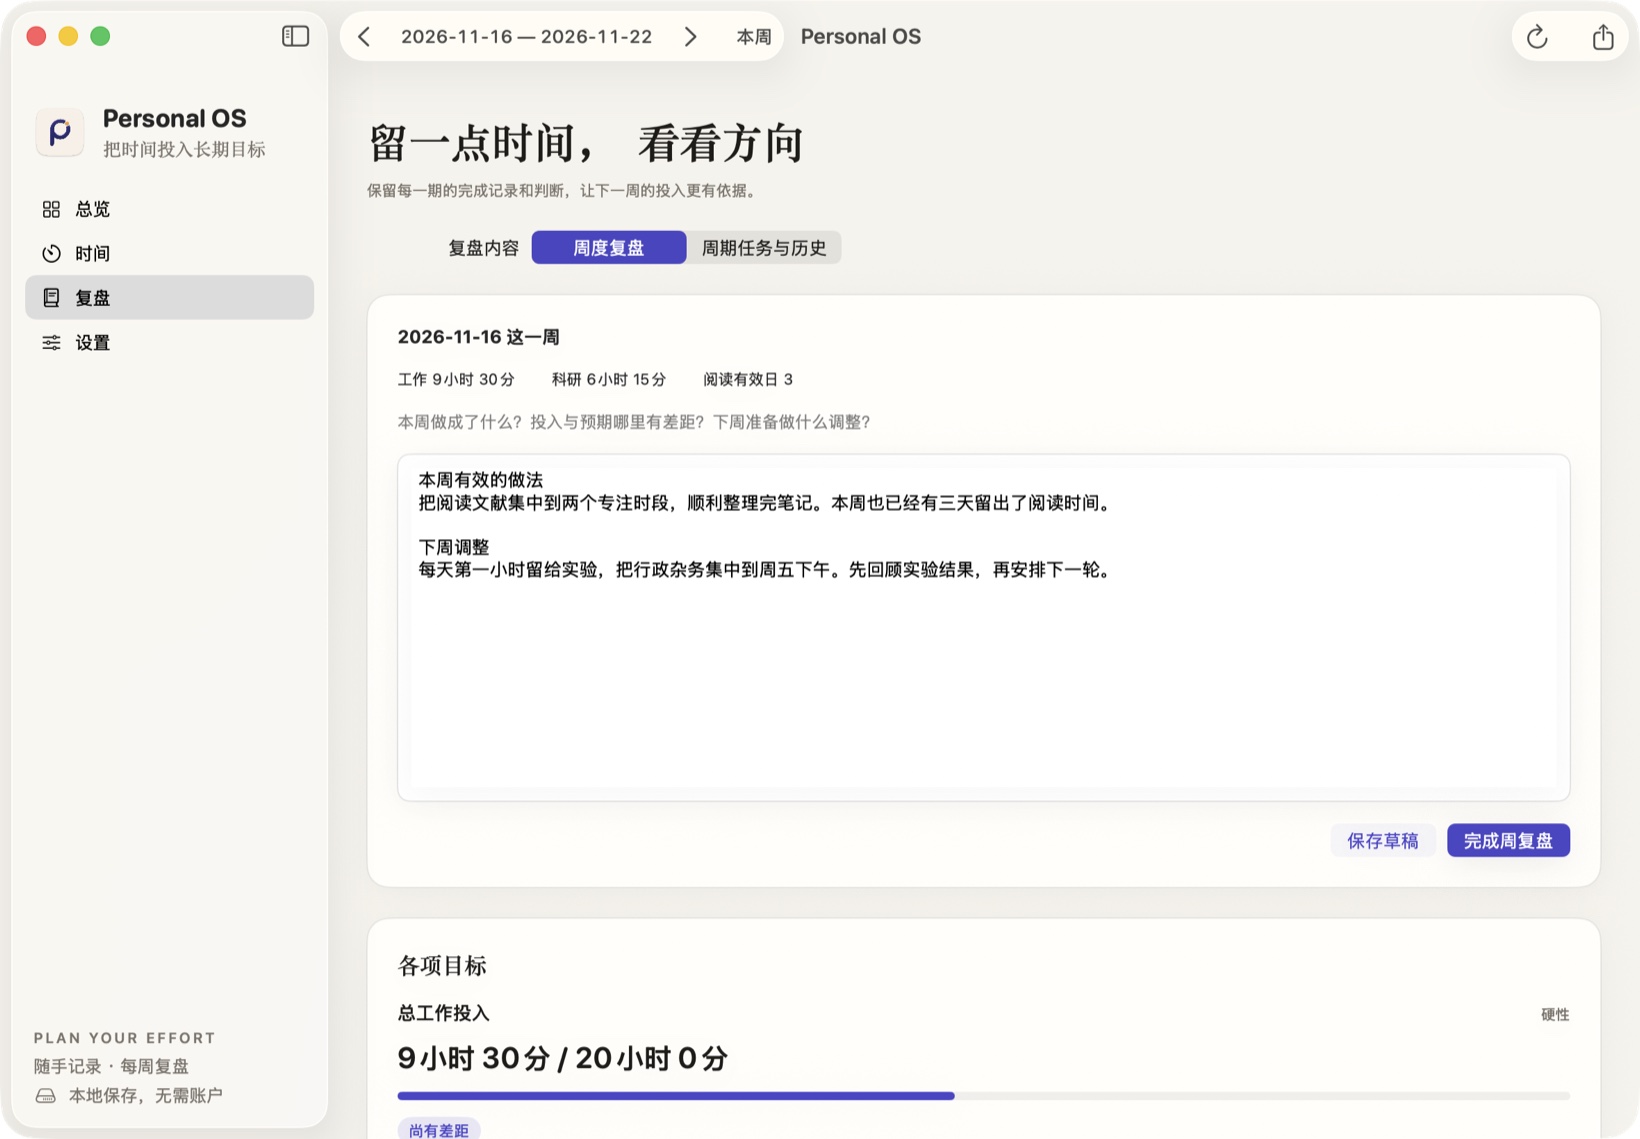 2026-11-16 — 2026-11-22
本周
Personal OS
Personal OS
把时间投入长期目标
总览
时间
复盘
设置
PLAN YOUR EFFORT
随手记录 · 每周复盘
本地保存，无需账户
留一点时间， 看看方向
保留每一期的完成记录和判断，让下一周的投入更有依据。
复盘内容 周度复盘 周期任务与历史
2026-11-16 这一周
工作 9小时 30分 科研 6小时 15分 阅读有效日 3
本周做成了什么？投入与预期哪里有差距？下周准备做什么调整？
本周有效的做法
把阅读文献集中到两个专注时段，顺利整理完笔记。本周也已经有三天留出了阅读时间。
下周调整
每天第一小时留给实验，把行政杂务集中到周五下午。先回顾实验结果，再安排下一轮。
保存草稿 完成周复盘
各项目标
总工作投入 硬性
9小时 30分 / 20小时 0分
尚有差距